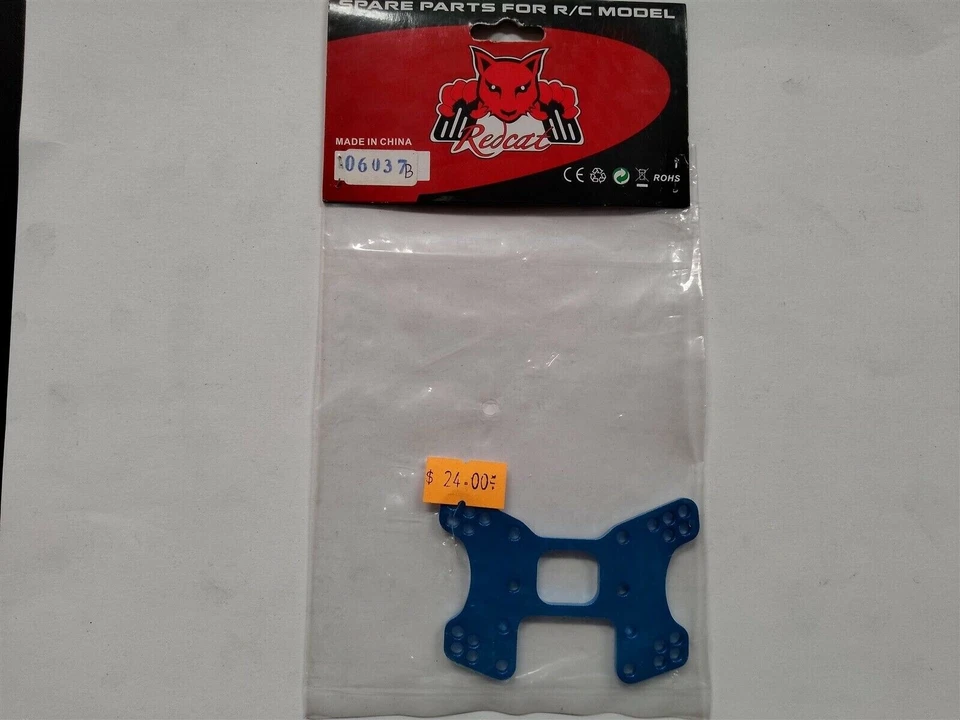 SPARE PARTS FOR R/C MODEL
Redcat
MADE IN CHINA
06037B
CE ROHS
$ 24.00